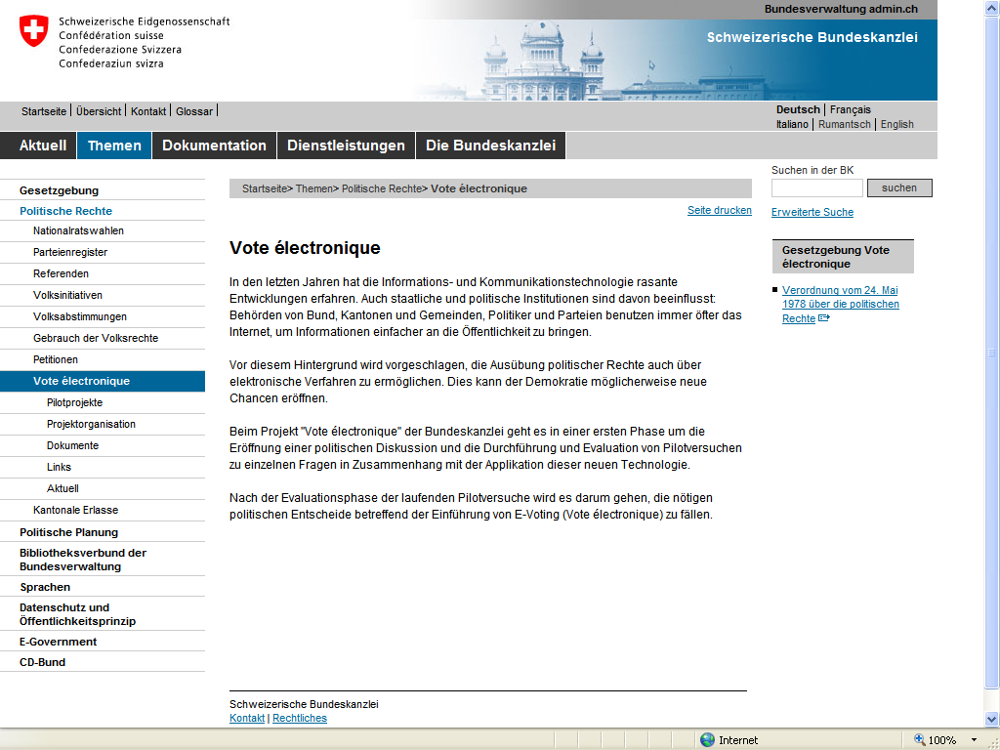 Bundesverwaltung admin.ch
Schweizerische Eidgenossenschaft
Confédération suisse
Confederazione Svizzera
Confederaziun svizra
Schweizerische Bundeskanzlei
Startseite | Übersicht | Kontakt | Glossar |
Deutsch | Français
Italiano | Rumantsch | English
Aktuell
Themen
Dokumentation
Dienstleistungen
Die Bundeskanzlei
Gesetzgebung
Politische Rechte
Nationalratswahlen
Parteienregister
Referenden
Volksinitiativen
Volksabstimmungen
Gebrauch der Volksrechte
Petitionen
Vote électronique
Pilotprojekte
Projektorganisation
Dokumente
Links
Aktuell
Kantonale Erlasse
Politische Planung
Bibliotheksverbund der
Bundesverwaltung
Sprachen
Datenschutz und
Öffentlichkeitsprinzip
E-Government
CD-Bund
Startseite> Themen> Politische Rechte> Vote électronique
Seite drucken
Vote électronique
In den letzten Jahren hat die Informations- und Kommunikationstechnologie rasante
Entwicklungen erfahren. Auch staatliche und politische Institutionen sind davon beeinflusst:
Behörden von Bund, Kantonen und Gemeinden, Politiker und Parteien benutzen immer öfter das
Internet, um Informationen einfacher an die Öffentlichkeit zu bringen.
Vor diesem Hintergrund wird vorgeschlagen, die Ausübung politischer Rechte auch über
elektronische Verfahren zu ermöglichen. Dies kann der Demokratie möglicherweise neue
Chancen eröffnen.
Beim Projekt "Vote électronique" der Bundeskanzlei geht es in einer ersten Phase um die
Eröffnung einer politischen Diskussion und die Durchführung und Evaluation von Pilotversuchen
zu einzelnen Fragen in Zusammenhang mit der Applikation dieser neuen Technologie.
Nach der Evaluationsphase der laufenden Pilotversuche wird es darum gehen, die nötigen
politischen Entscheide betreffend der Einführung von E-Voting (Vote électronique) zu fällen.
Suchen in der BK
suchen
Erweiterte Suche
Gesetzgebung Vote
électronique
Verordnung vom 24. Mai
1978 über die politischen
Rechte
Schweizerische Bundeskanzlei
Kontakt | Rechtliches
Internet
100%